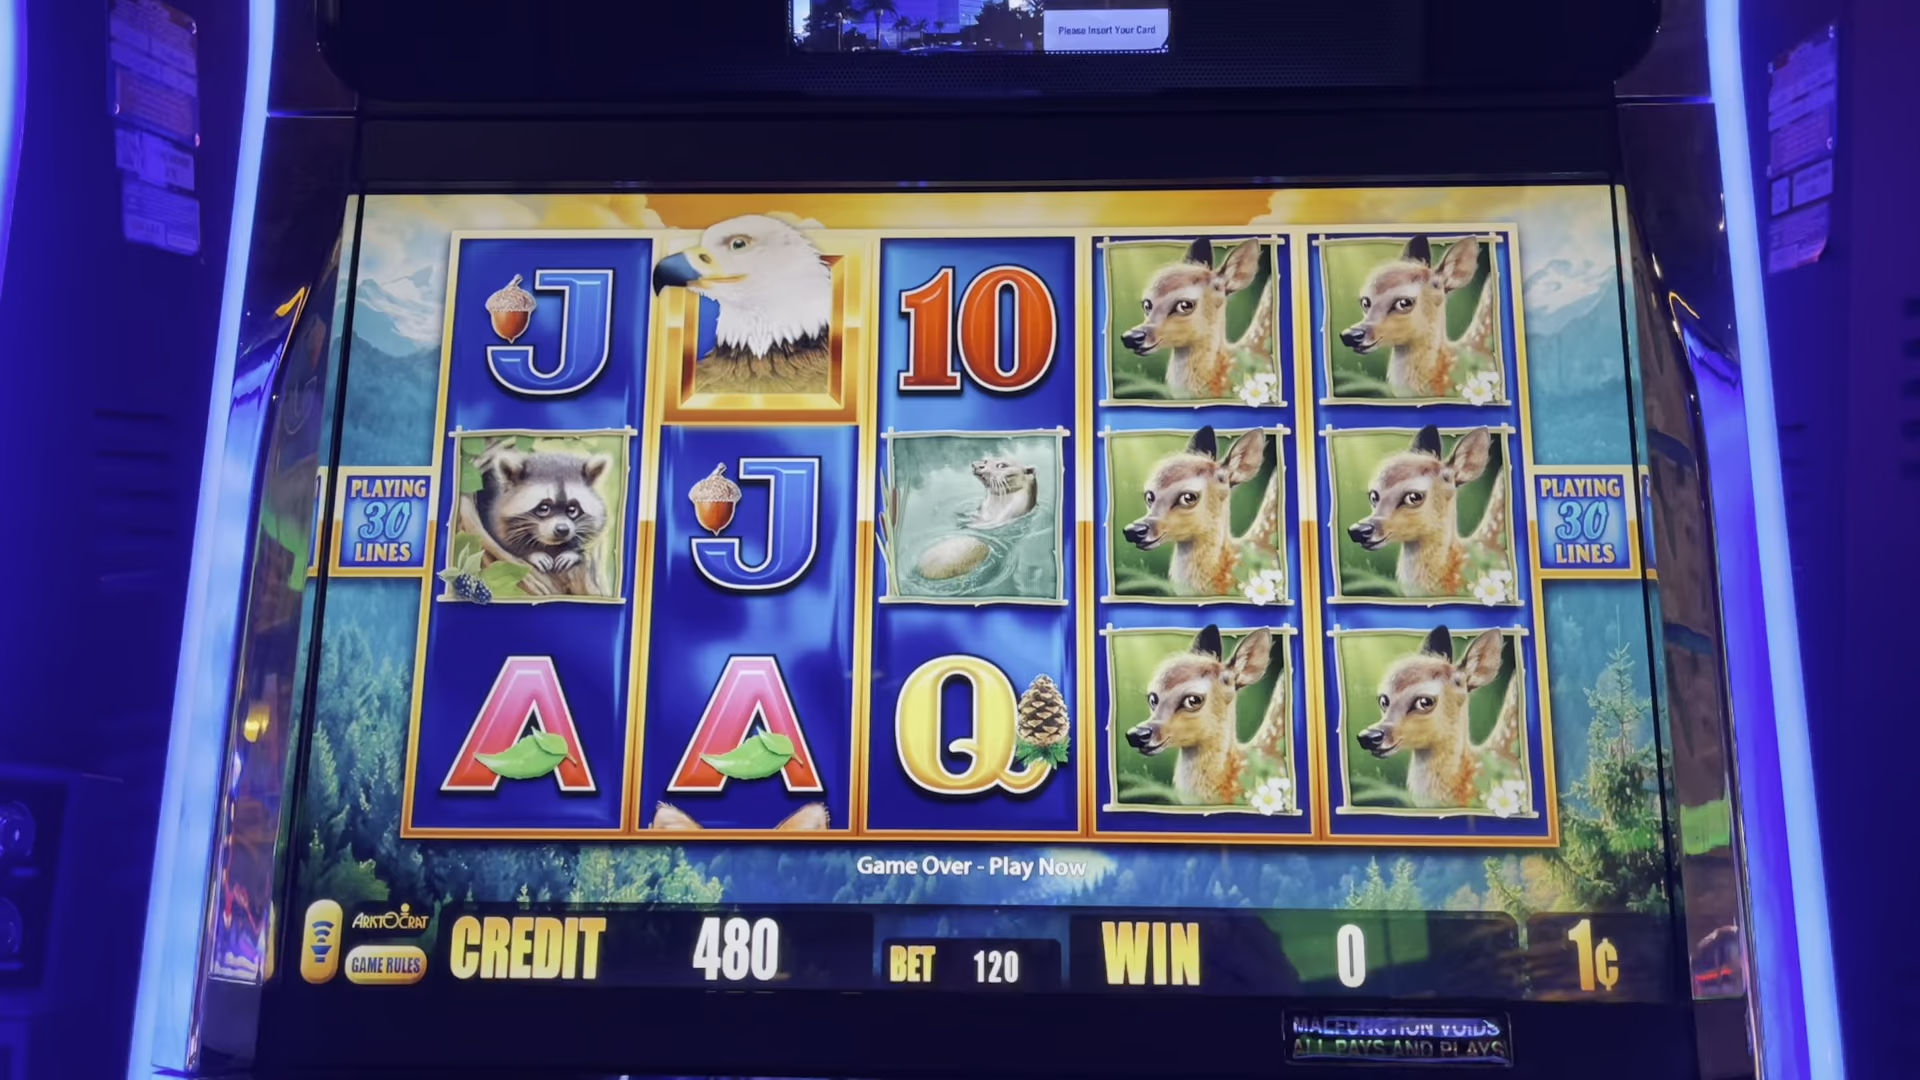 Please Insert Your Card
J
10
PLAYING
30
LINES
J
PLAYING
30
LINES
A
A
Q
Game Over - Play Now
ARISTOCRAT
GAME RULES
CREDIT 480
BET 120
WIN 0
1¢
MALFUNCTION VOIDS
ALL PAYS AND PLAYS